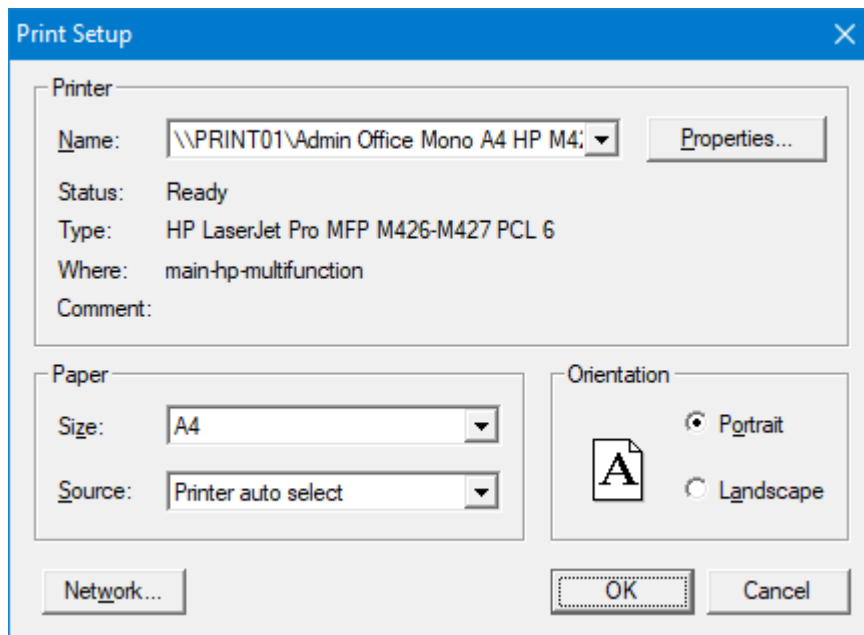 Print Setup
Printer
Name: \\PRINT01\Admin Office Mono A4 HP M42 Properties...
Status: Ready
Type: HP LaserJet Pro MFP M426-M427 PCL 6
Where: main-hp-multifunction
Comment:
Paper
Orientation
Size: A4
Source: Printer auto select
A
Portrait
Landscape
Network... OK Cancel